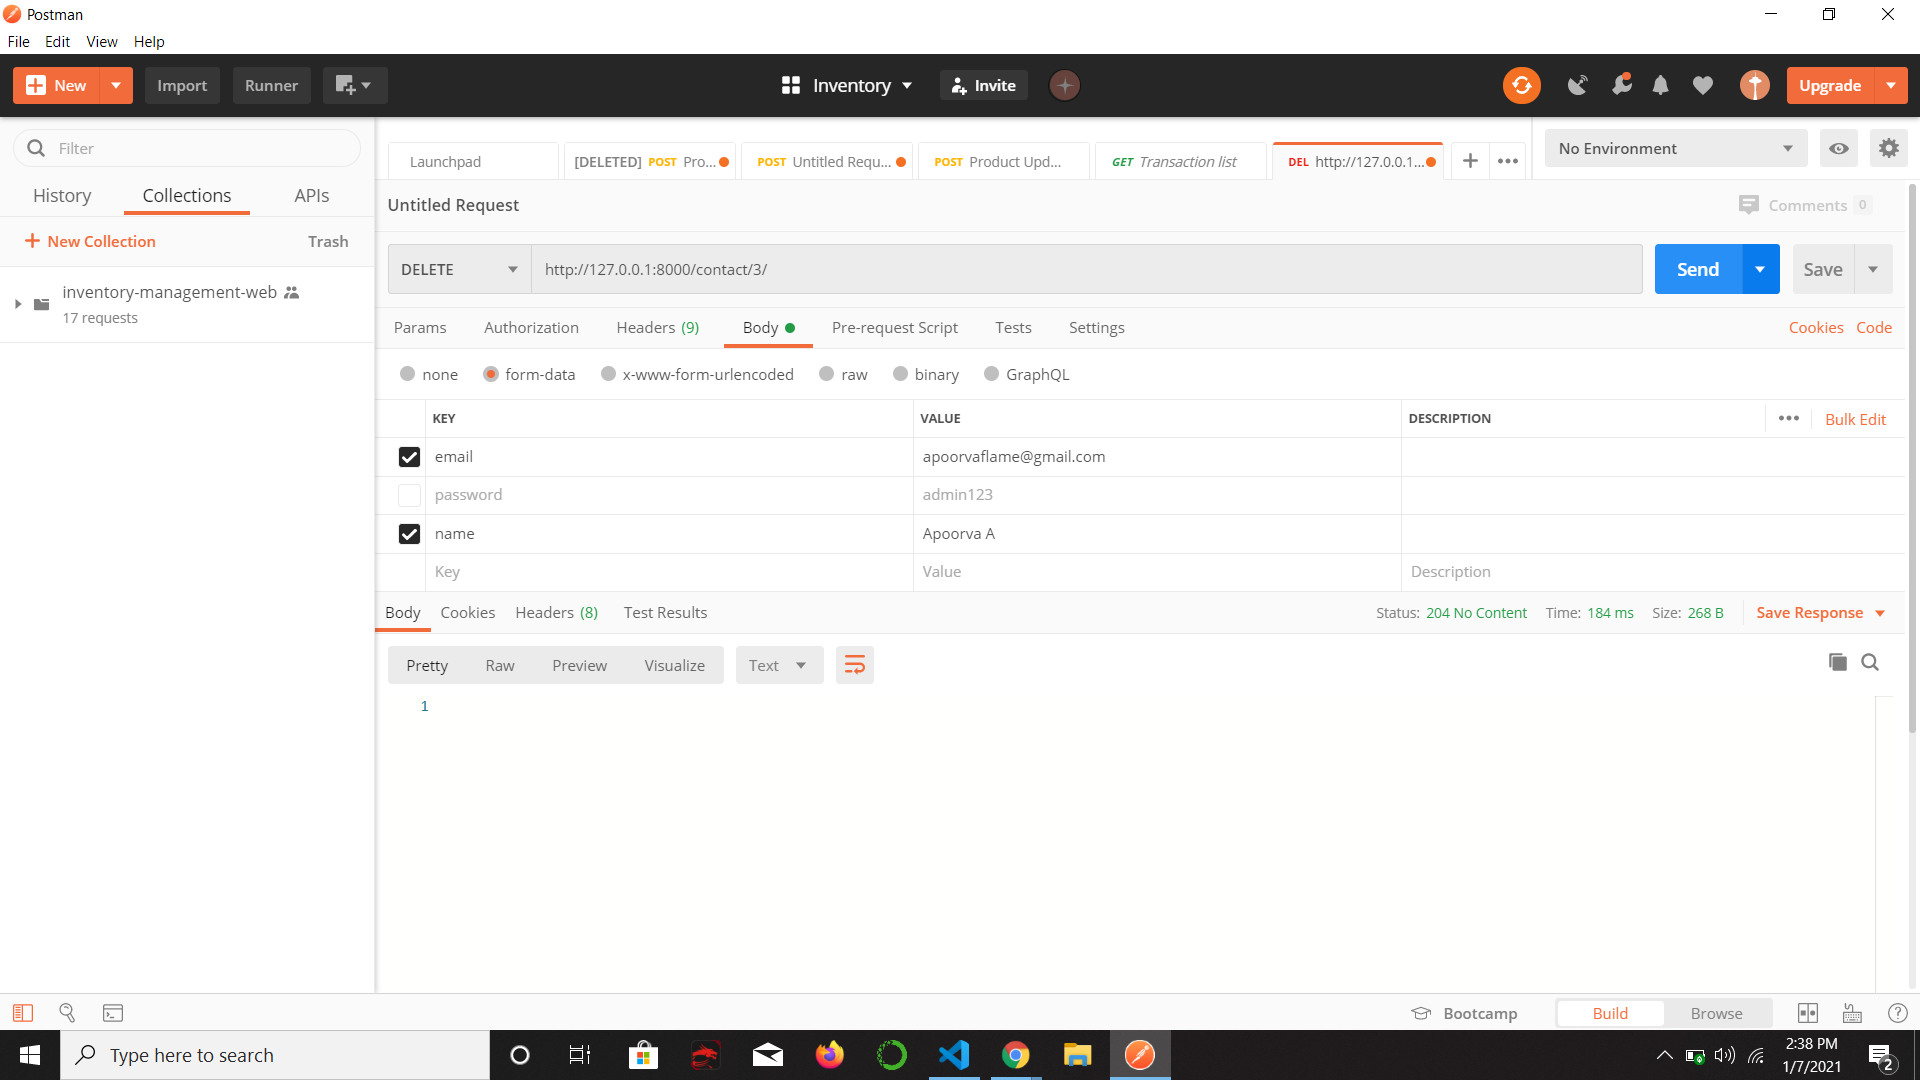 Postman
File Edit View Help
New Import Runner Inventory Invite Upgrade
Filter
History Collections APIs
New Collection Trash
inventory-management-web
17 requests
Launchpad [DELETED] POST Pro... POST Untitled Requ... POST Product Upd... GET Transaction list DEL http://127.0.0.1... No Environment
Untitled Request Comments 0
DELETE http://127.0.0.1:8000/contact/3/ Send Save
Params Authorization Headers (9) Body Pre-request Script Tests Settings Cookies Code
none form-data x-www-form-urlencoded raw binary GraphQL
KEY VALUE DESCRIPTION Bulk Edit
email apoorvaflame@gmail.com
password admin123
name Apoorva A
Key Value Description
Body Cookies Headers (8) Test Results Status: 204 No Content Time: 184 ms Size: 268 B Save Response
Pretty Raw Preview Visualize Text
1
Bootcamp Build Browse
Type here to search
2:38 PM
1/7/2021
2